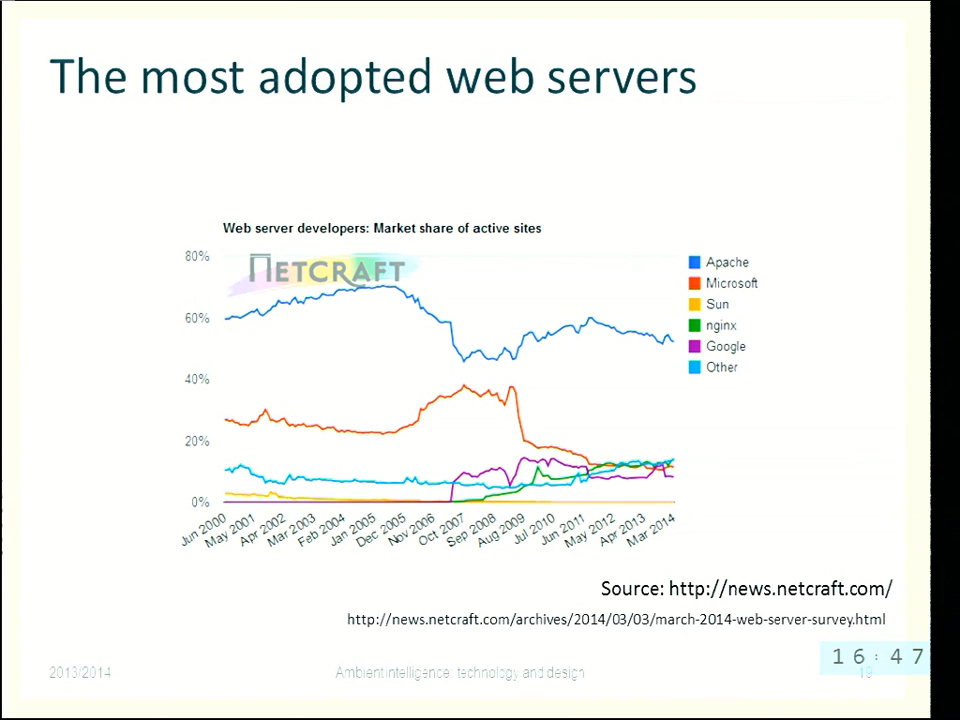 The most adopted web servers
Web server developers: Market share of active sites
80%
NETCRAFT
60%
40%
20%
0%
Jun 2000
May 2001
Apr 2002
Mar 2003
Feb 2004
Jan 2005
Dec 2005
Nov 2006
Oct 2007
Sep 2008
Aug 2009
Jul 2010
Jun 2011
May 2012
Apr 2013
Mar 2014
Apache
Microsoft
Sun
nginx
Google
Other
Source: http://news.netcraft.com/
http://news.netcraft.com/archives/2014/03/03/march-2014-web-server-survey.html
16:47
2013/2014
Ambient intelligence: technology and design
19